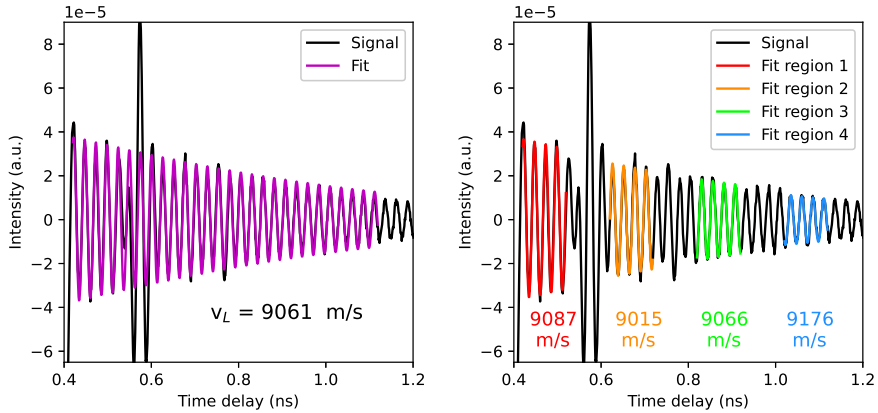 1e−5
8
6
4
2
0
−2
−4
−6
Intensity (a.u.)
0.4 0.6 0.8 1.0 1.2
Time delay (ns)
Signal
Fit
v_L = 9061 m/s
1e−5
8
6
4
2
0
−2
−4
−6
Intensity (a.u.)
0.4 0.6 0.8 1.0 1.2
Time delay (ns)
Signal
Fit region 1
Fit region 2
Fit region 3
Fit region 4
9087 m/s
9015 m/s
9066 m/s
9176 m/s